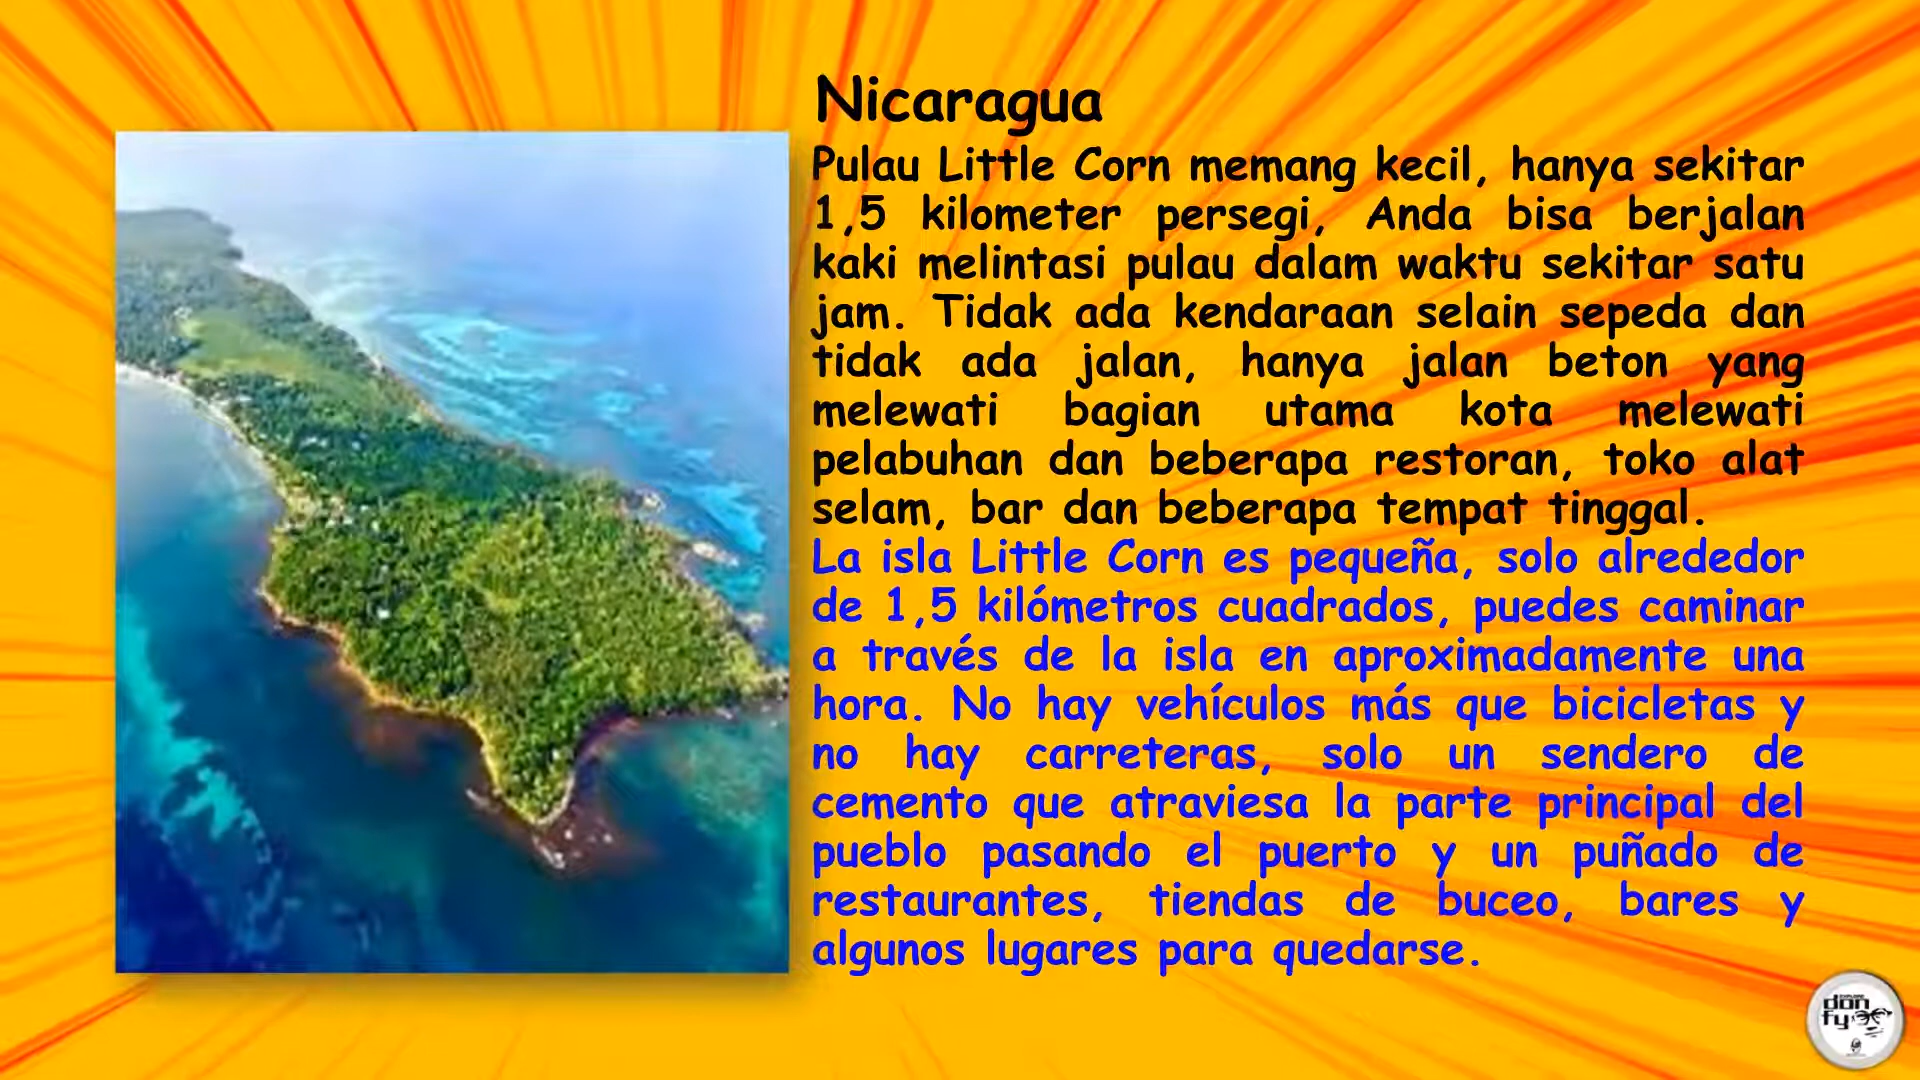 Nicaragua
Pulau Little Corn memang kecil, hanya sekitar
1,5 kilometer persegi, Anda bisa berjalan
kaki melintasi pulau dalam waktu sekitar satu
jam. Tidak ada kendaraan selain sepeda dan
tidak ada jalan, hanya jalan beton yang
melewati bagian utama kota melewati
pelabuhan dan beberapa restoran, toko alat
selam, bar dan beberapa tempat tinggal.
La isla Little Corn es pequeña, solo alrededor
de 1,5 kilómetros cuadrados, puedes caminar
a través de la isla en aproximadamente una
hora. No hay vehículos más que bicicletas y
no hay carreteras, solo un sendero de
cemento que atraviesa la parte principal del
pueblo pasando el puerto y un puñado de
restaurantes, tiendas de buceo, bares y
algunos lugares para quedarse.
don
fy